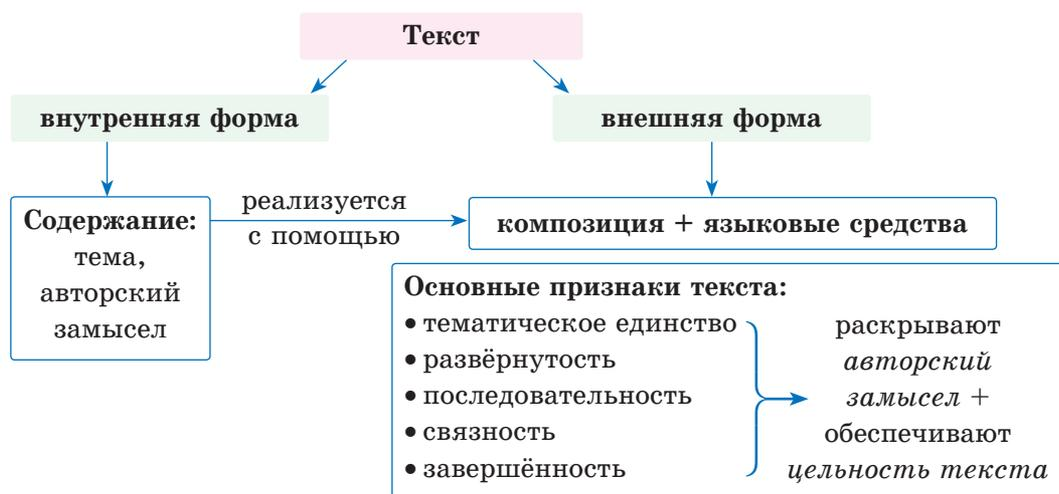 Текст
внутренняя форма
внешняя форма
Содержание:
тема,
авторский
замысел
реализуется
с помощью
композиция + языковые средства
Основные признаки текста:
• тематическое единство
• развёрнутость
• последовательность
• связность
• завершённость
раскрывают
авторский
замысел +
обеспечивают
цельность текста